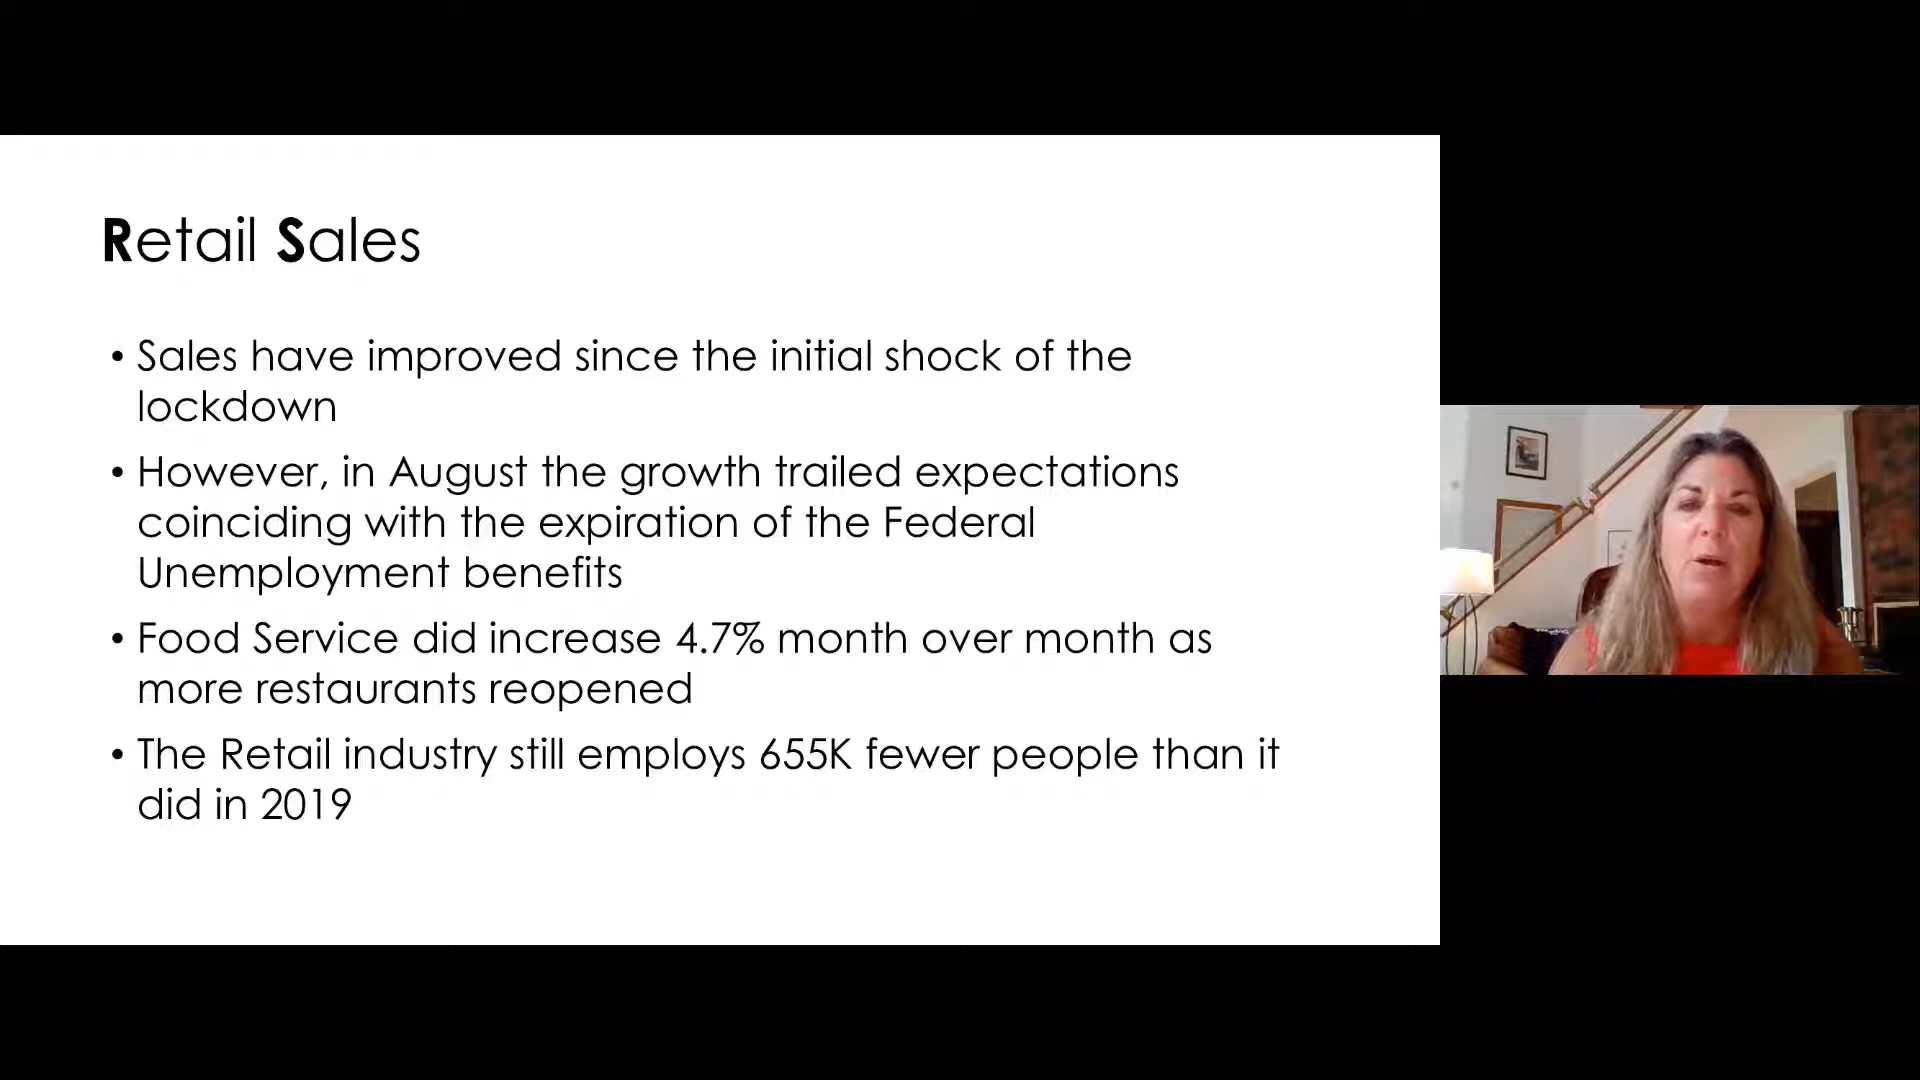 Retail Sales
• Sales have improved since the initial shock of the
lockdown
• However, in August the growth trailed expectations
coinciding with the expiration of the Federal
Unemployment benefits
• Food Service did increase 4.7% month over month as
more restaurants reopened
• The Retail industry still employs 655K fewer people than it
did in 2019